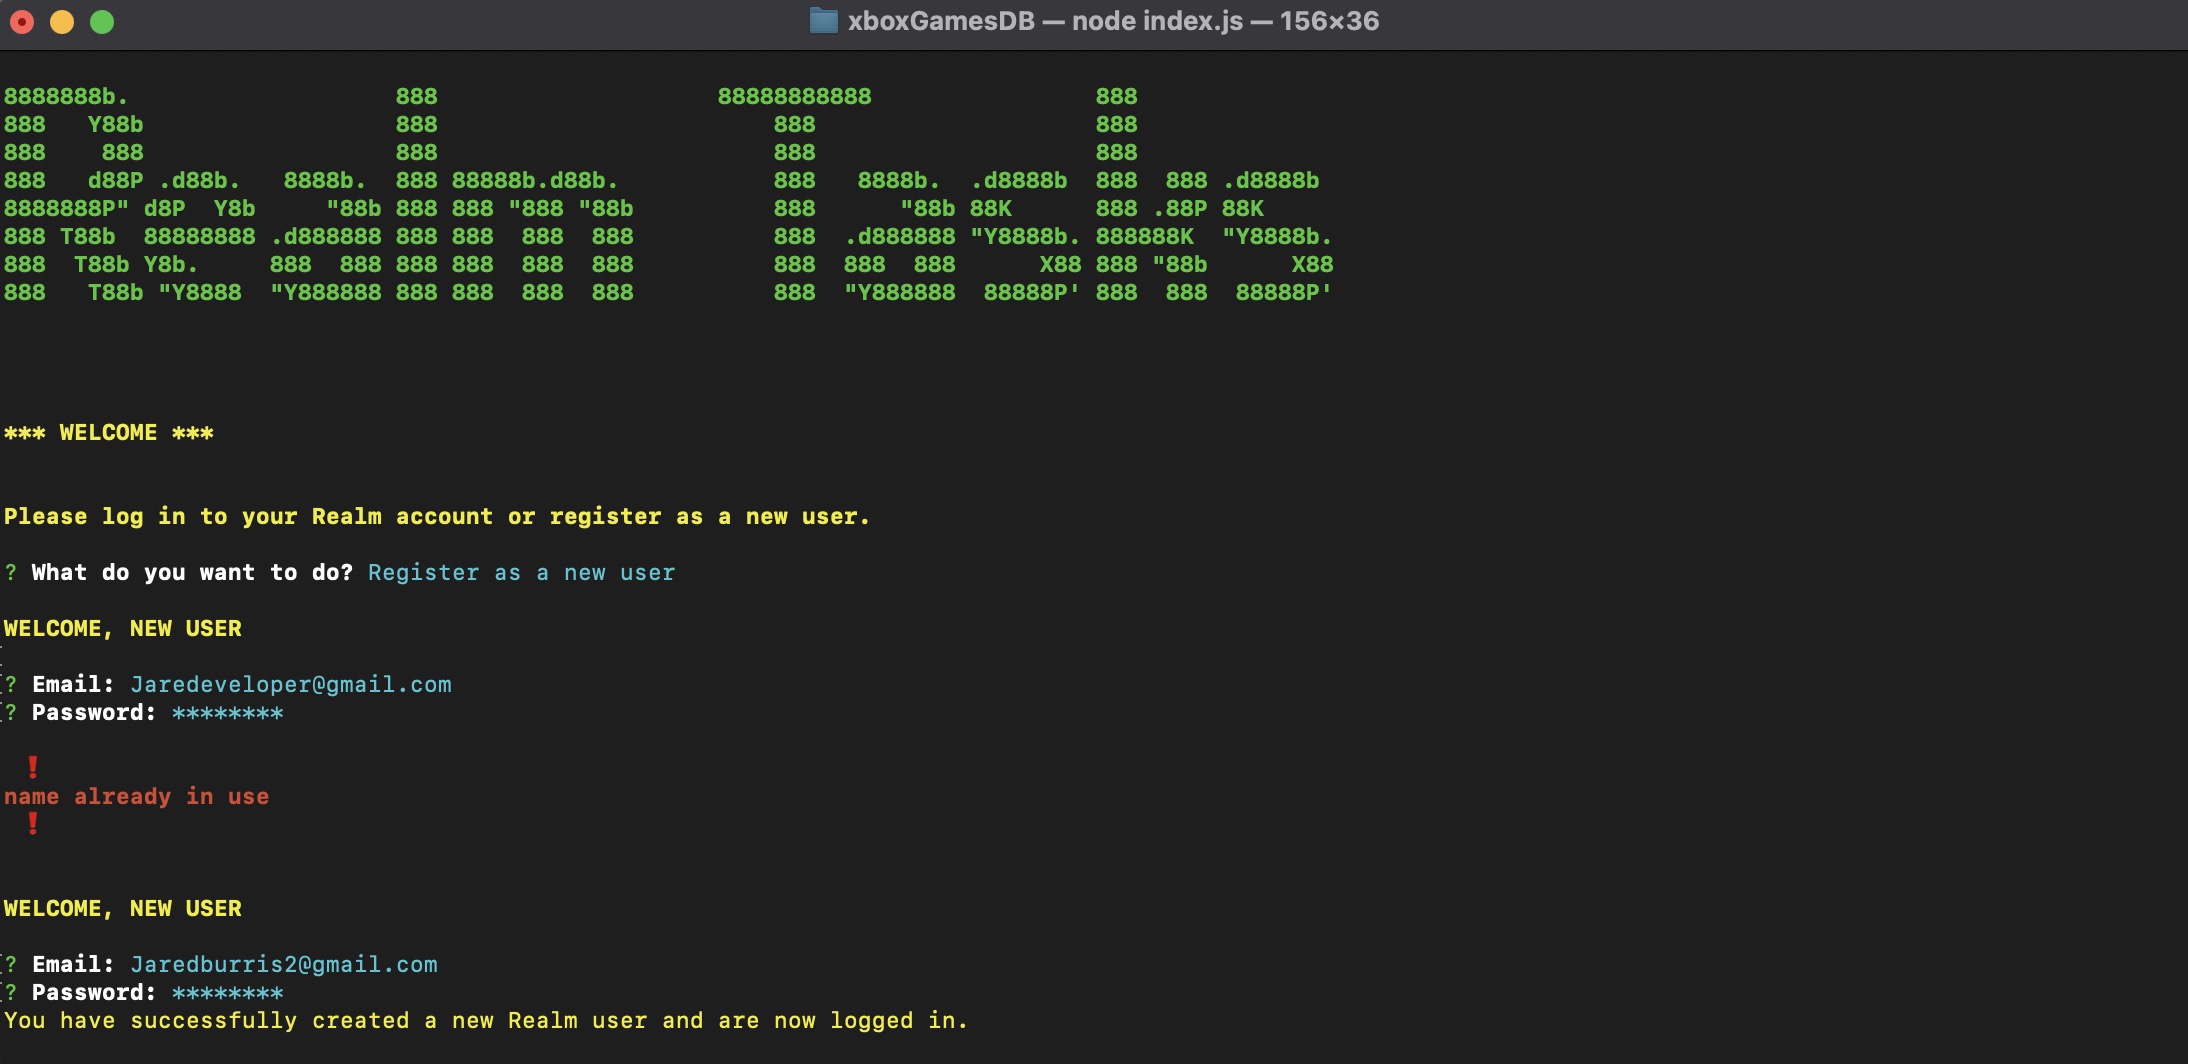 xboxGamesDB — node index.js — 156×36
8888888b.                   888                    88888888888                888
888   Y88b                  888                        888                    888
888    888                  888                        888                    888
888   d88P .d88b.   8888b.  888 88888b.d88b.           888   8888b.  .d8888b  888  888 .d8888b
8888888P" d8P  Y8b     "88b 888 888 "888 "88b          888      "88b 88K      888 .88P 88K
888 T88b  88888888 .d888888 888 888  888  888          888  .d888888 "Y8888b. 888888K  "Y8888b.
888  T88b Y8b.     888  888 888 888  888  888          888  888  888      X88 888 "88b      X88
888   T88b "Y8888  "Y888888 888 888  888  888          888  "Y888888  88888P' 888  888  88888P'
*** WELCOME ***
Please log in to your Realm account or register as a new user.
? What do you want to do? Register as a new user
WELCOME, NEW USER
? Email: Jaredeveloper@gmail.com
? Password: ********
❗
name already in use
❗
WELCOME, NEW USER
? Email: Jaredburris2@gmail.com
? Password: ********
You have successfully created a new Realm user and are now logged in.